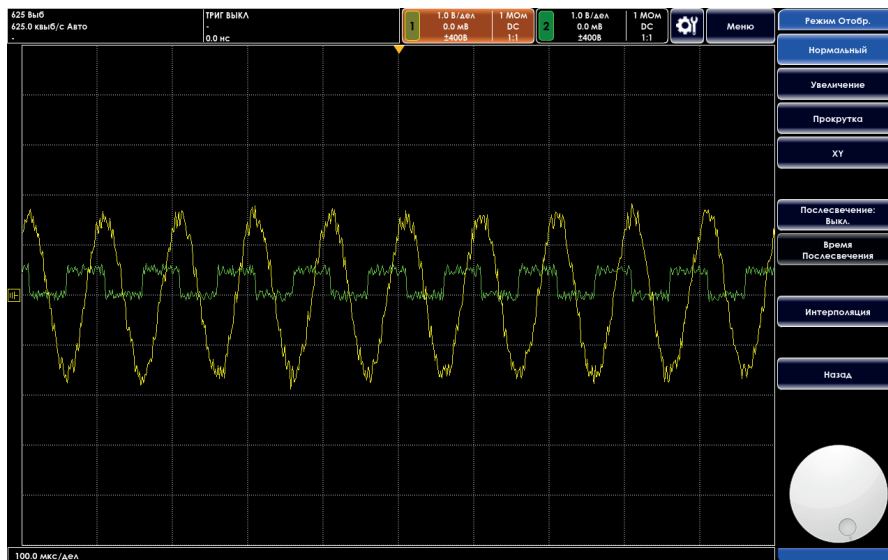 625 Выб
625.0 квыб/с Авто
-
ТРИГ ВЫКЛ
-
0.0 нс
1
1.0 В/дел
0.0 мВ
±400В
1 МОм
DC
1:1
2
1.0 В/дел
0.0 мВ
±400В
1 МОм
DC
1:1
Меню
Режим Отобр.
Нормальный
Увеличение
Прокрутка
XY
Послесвечение:
Выкл.
Время
Послесвечения
Интерполяция
Назад
100.0 мкс/дел